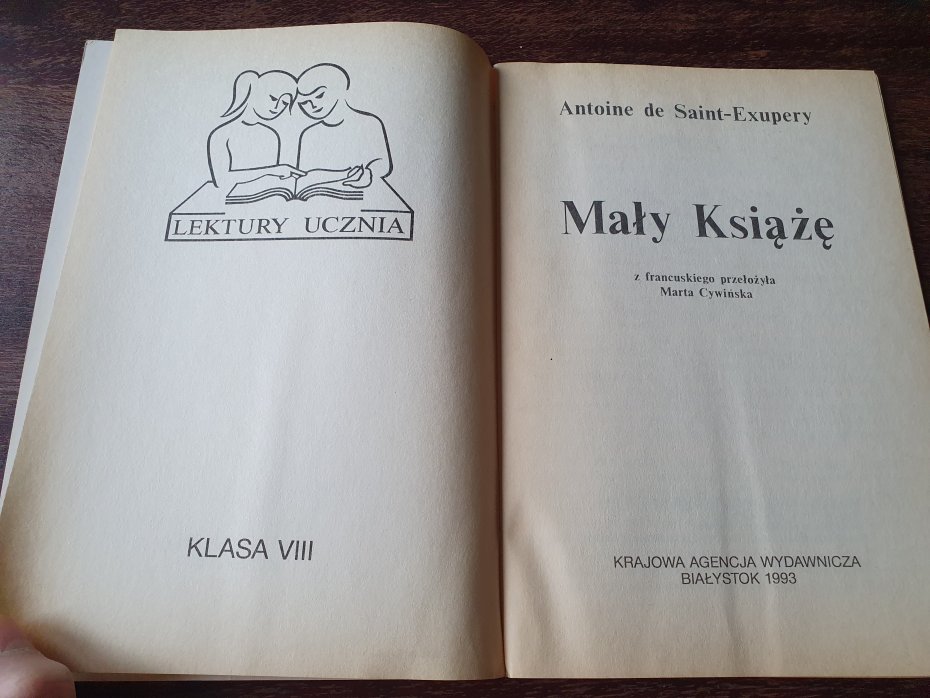 LEKTURY UCZNIA
KLASA VIII
Antoine de Saint-Exupery
Mały Książę
z francuskiego przełożyła
Marta Cywińska
KRAJOWA AGENCJA WYDAWNICZA
BIAŁYSTOK 1993